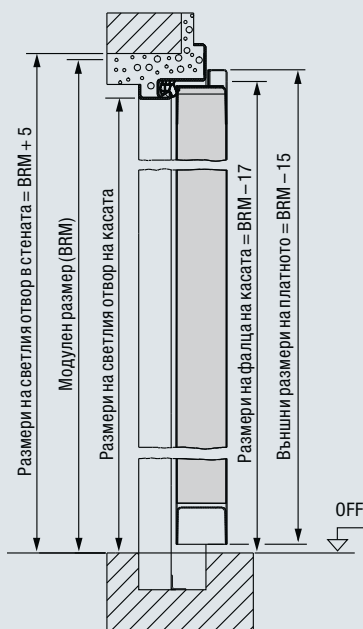 Размери на светлия отвор в стената = BRM + 5
Модулен размер (BRM)
Размери на светлия отвор на касата
Размери на фалца на касата = BRM – 17
Външни размери на платното = BRM – 15
OFF